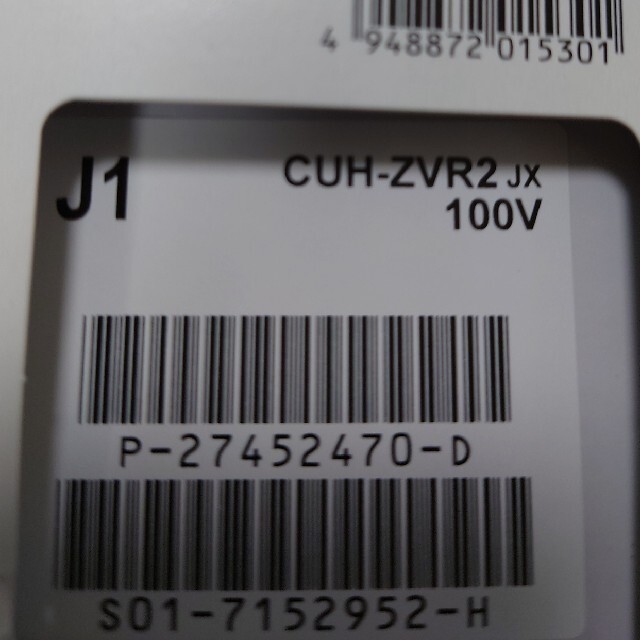 4 948872 015301
J1 CUH-ZVR2 JX
100V
P-27452470-D
S01-7152952-H